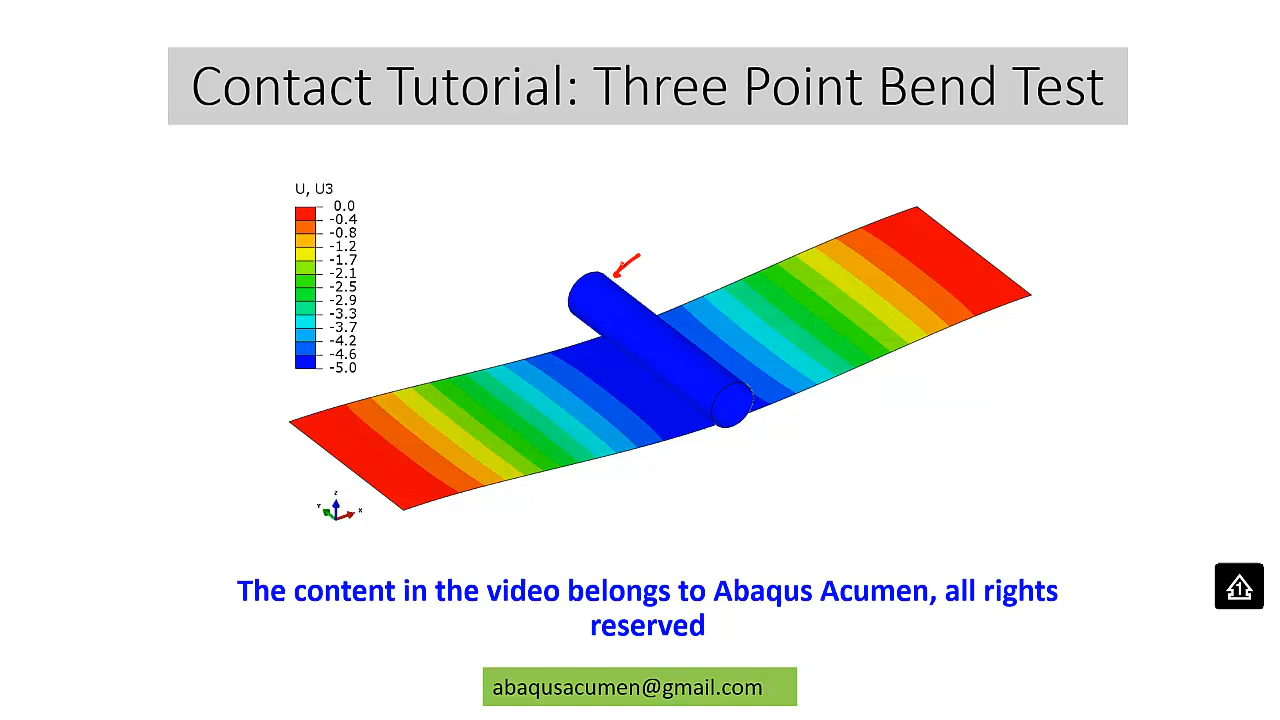 Contact Tutorial: Three Point Bend Test
U, U3
0.0
-0.4
-0.8
-1.2
-1.7
-2.1
-2.5
-2.9
-3.3
-3.7
-4.2
-4.6
-5.0
Z
Y
X
The content in the video belongs to Abaqus Acumen, all rights
reserved
1
abaqusacumen@gmail.com